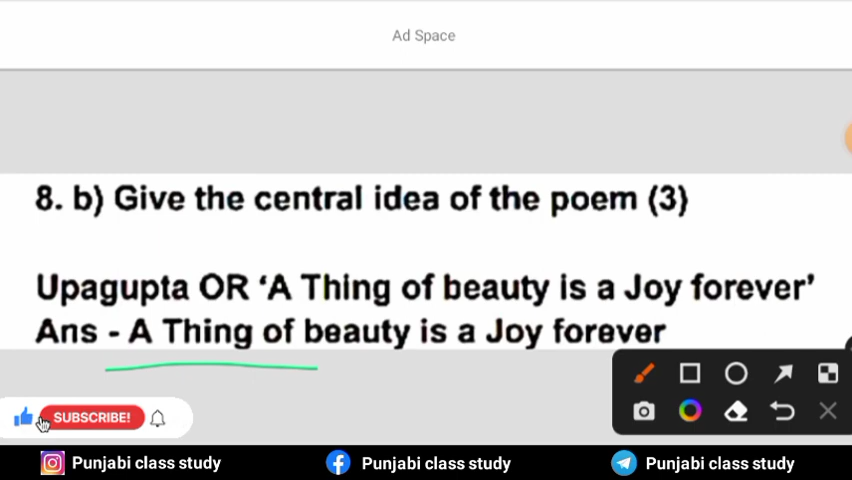 Ad Space
8. b) Give the central idea of the poem (3)
Upagupta OR ‘A Thing of beauty is a Joy forever’
Ans - A Thing of beauty is a Joy forever
SUBSCRIBE!
Punjabi class study
Punjabi class study
Punjabi class study